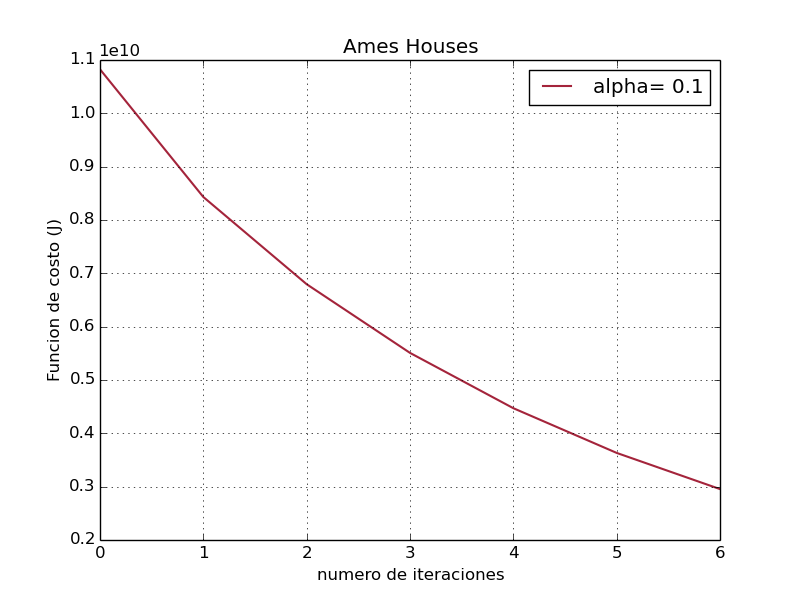 Ames Houses
1e10
alpha= 0.1
1.1
1.0
0.9
0.8
0.7
0.6
0.5
0.4
0.3
0.2
Funcion de costo (J)
0 1 2 3 4 5 6
numero de iteraciones